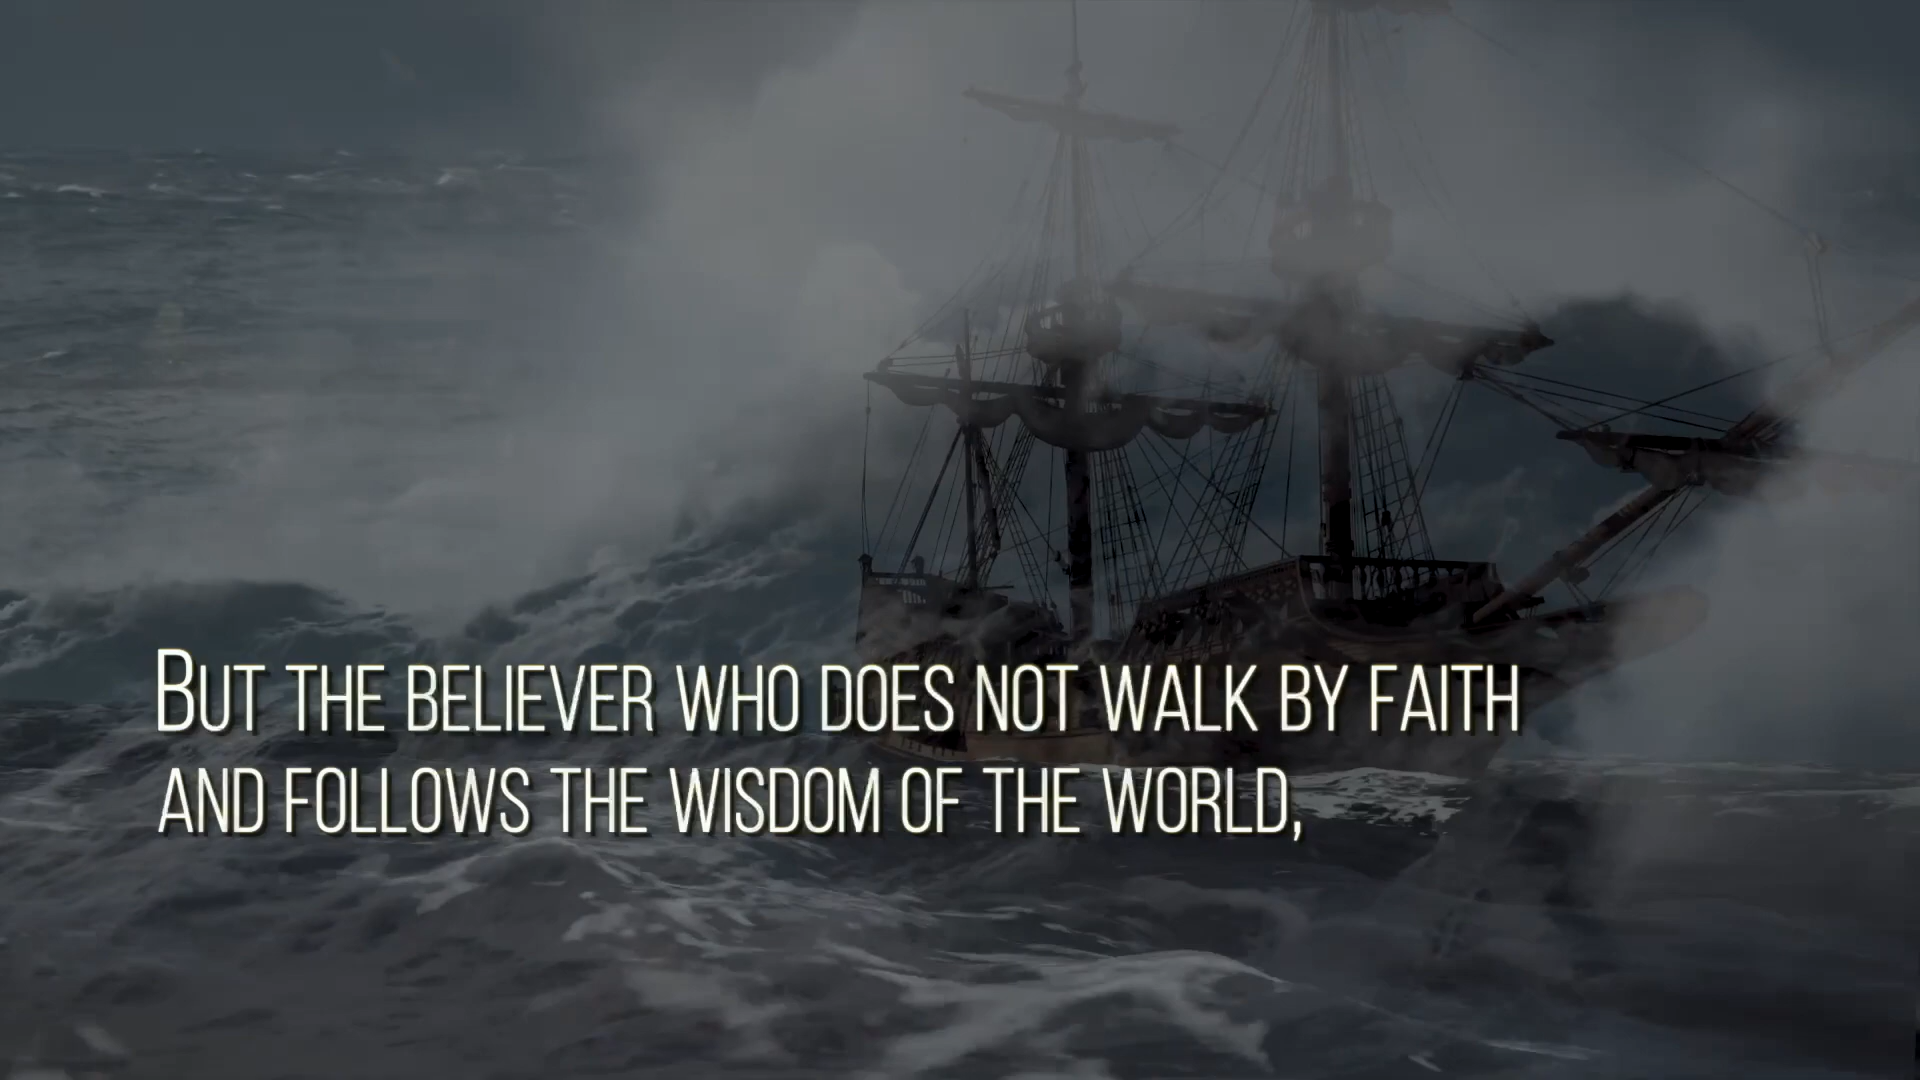 But the believer who does not walk by faith
and follows the wisdom of the world,